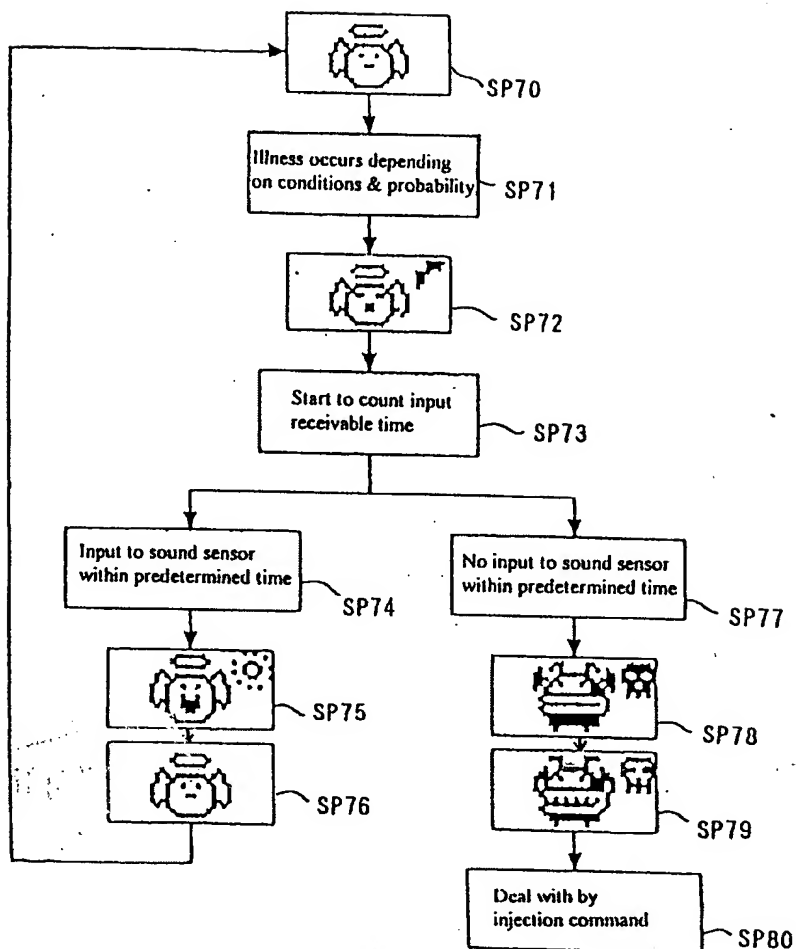 SP70
Illness occurs depending
on conditions & probability
SP71
SP72
Start to count input
receivable time
SP73
Input to sound sensor
within predetermined time
SP74
No input to sound sensor
within predetermined time
SP77
SP75
SP78
SP76
SP79
Deal with by
injection command
SP80